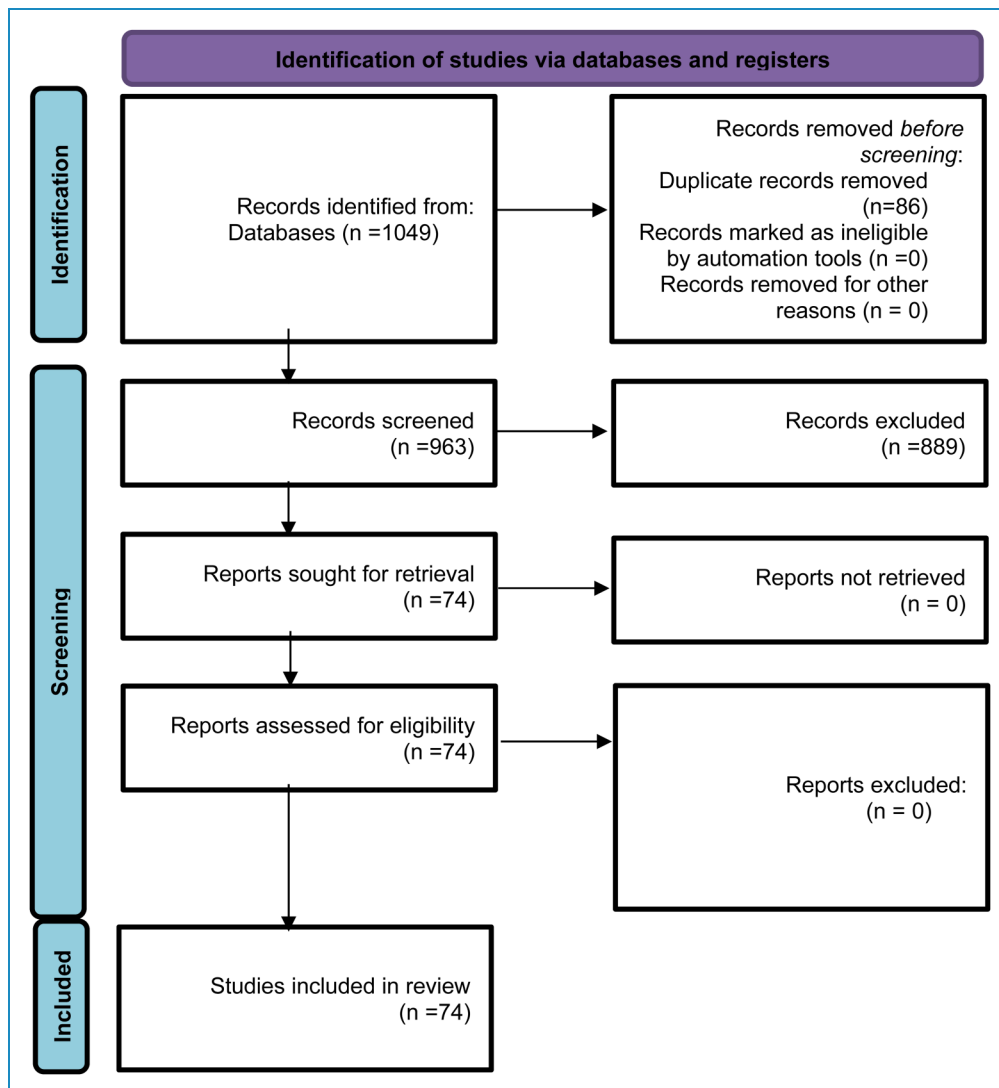 Identification of studies via databases and registers
Identification
Records identified from:
Databases (n =1049)
Records removed before
screening:
Duplicate records removed
(n=86)
Records marked as ineligible
by automation tools (n =0)
Records removed for other
reasons (n = 0)
Screening
Records screened
(n =963)
Records excluded
(n =889)
Reports sought for retrieval
(n =74)
Reports not retrieved
(n = 0)
Reports assessed for eligibility
(n =74)
Reports excluded:
(n = 0)
Included
Studies included in review
(n =74)